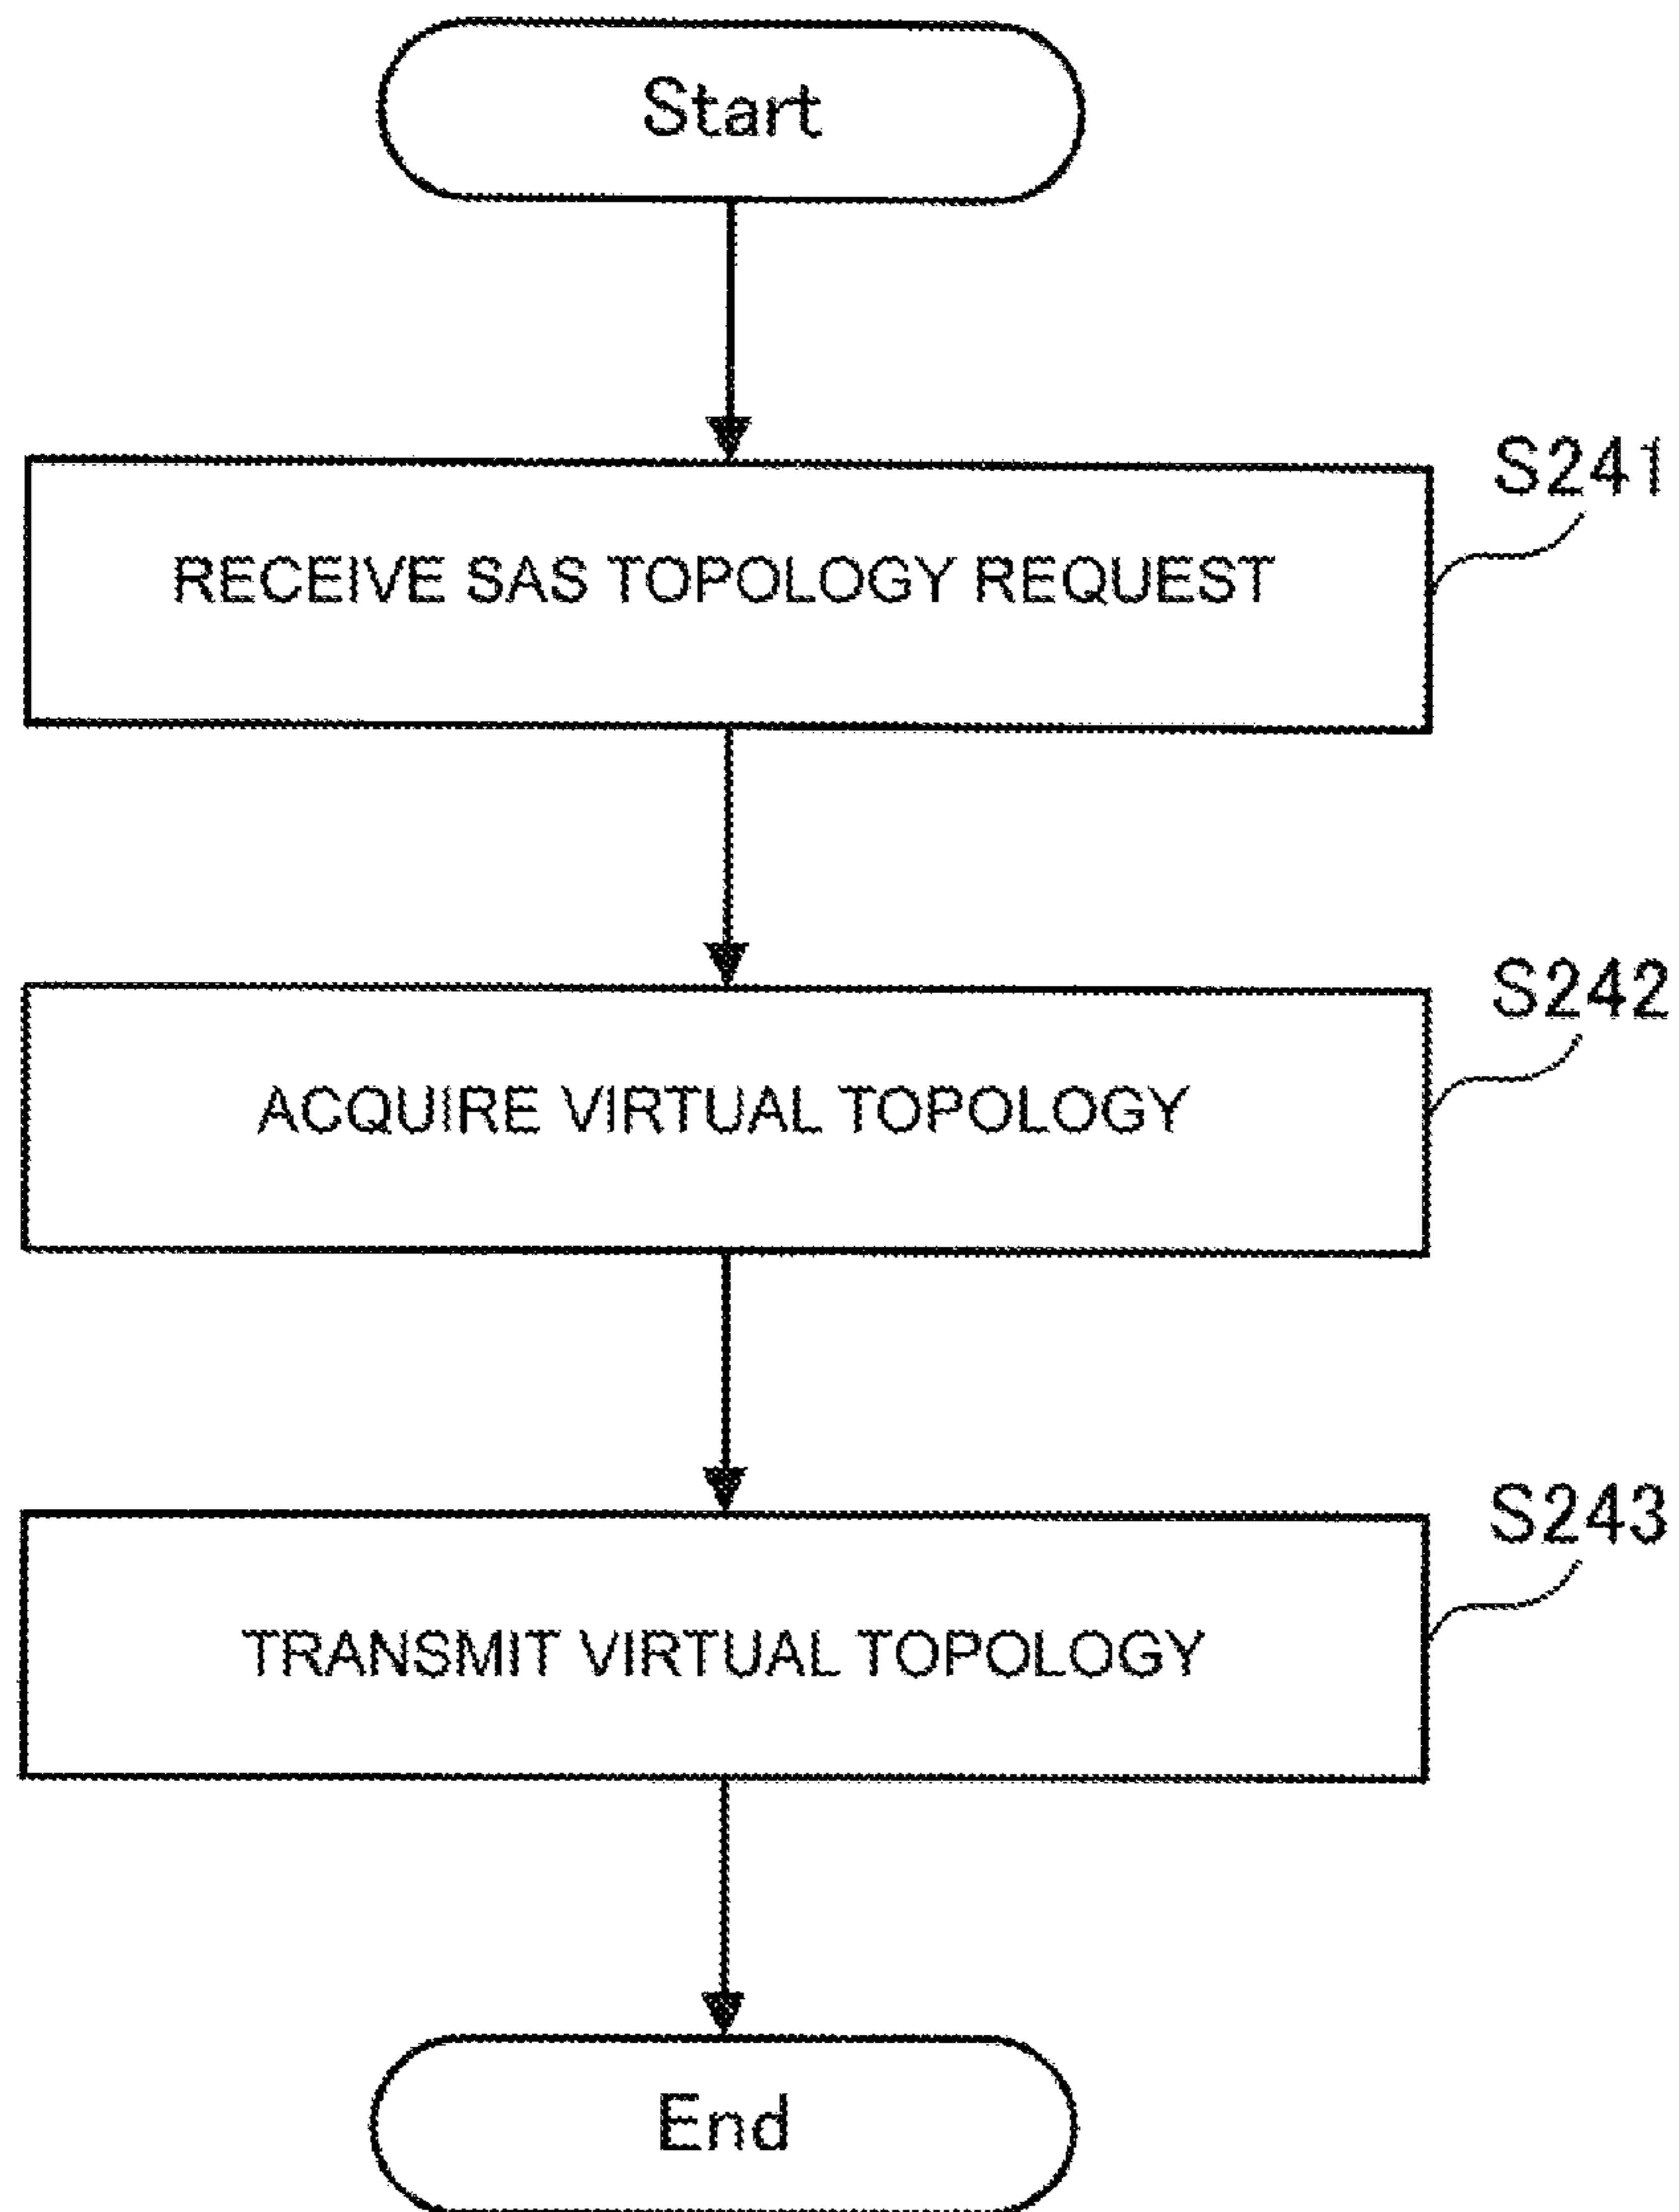 Start
S241
RECEIVE SAS TOPOLOGY REQUEST
S242
ACQUIRE VIRTUAL TOPOLOGY
S243
TRANSMIT VIRTUAL TOPOLOGY
End